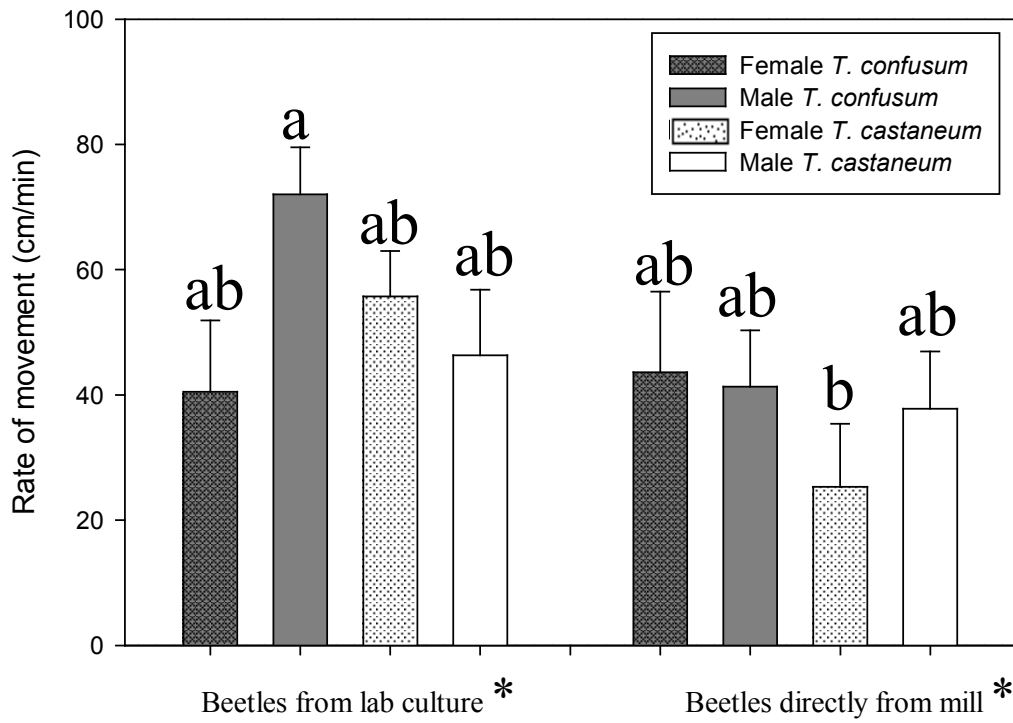 100
80
60
40
20
0
Rate of movement (cm/min)
Female T. confusum
Male T. confusum
Female T. castaneum
Male T. castaneum
ab
a
ab
ab
ab
ab
b
ab
Beetles from lab culture *
Beetles directly from mill *